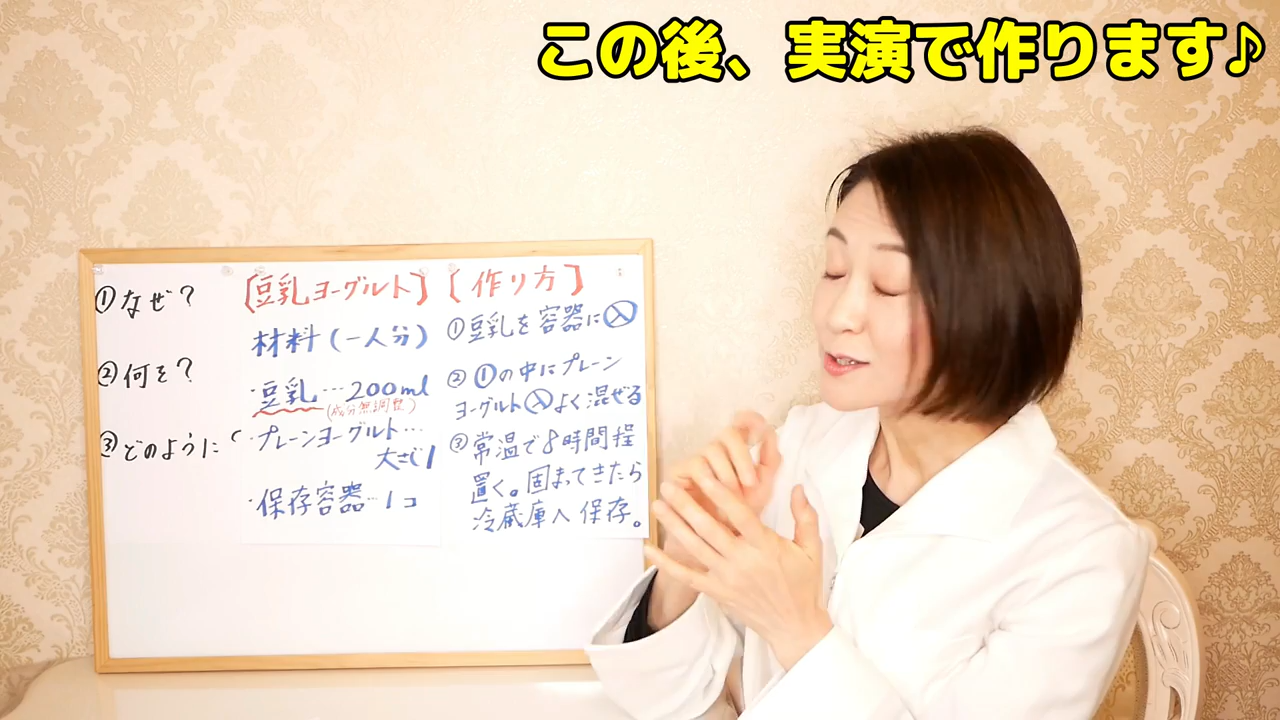 この後、実演で作ります♪
①なぜ?
②何を?
③どのように
[豆乳ヨーグルト]
材料(一人分)
・豆乳…200ml
(成分無調整)
・プレーンヨーグルト…
大さじ1
・保存容器…1コ
[作り方]
①豆乳を容器に㊅
②①の中にプレーン
ヨーグルト入よく混ぜる
③常温で8時間程
置く。固まってきたら
冷蔵庫へ保存。